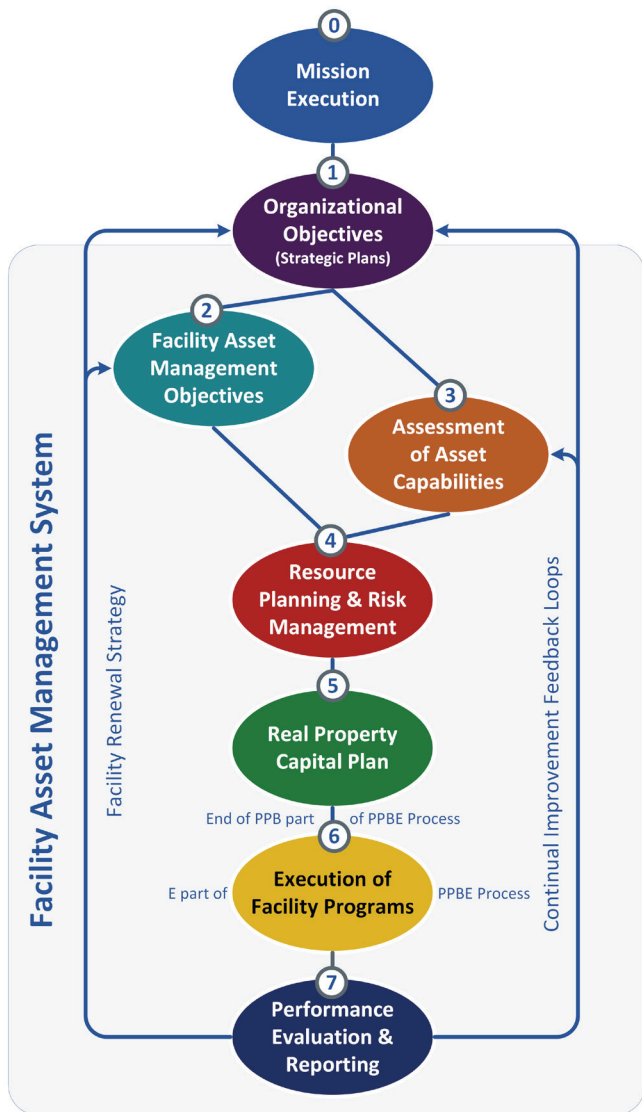 0
Mission
Execution
1
Organizational
Objectives
(Strategic Plans)
2
Facility Asset
Management
Objectives
3
Assessment
of Asset
Capabilities
4
Resource
Planning & Risk
Management
5
Real Property
Capital Plan
End of PPB part of PPBE Process
6
E part of
Execution of
Facility Programs
PPBE Process
7
Performance
Evaluation &
Reporting
Facility Asset Management System
Facility Renewal Strategy
Continual Improvement Feedback Loops